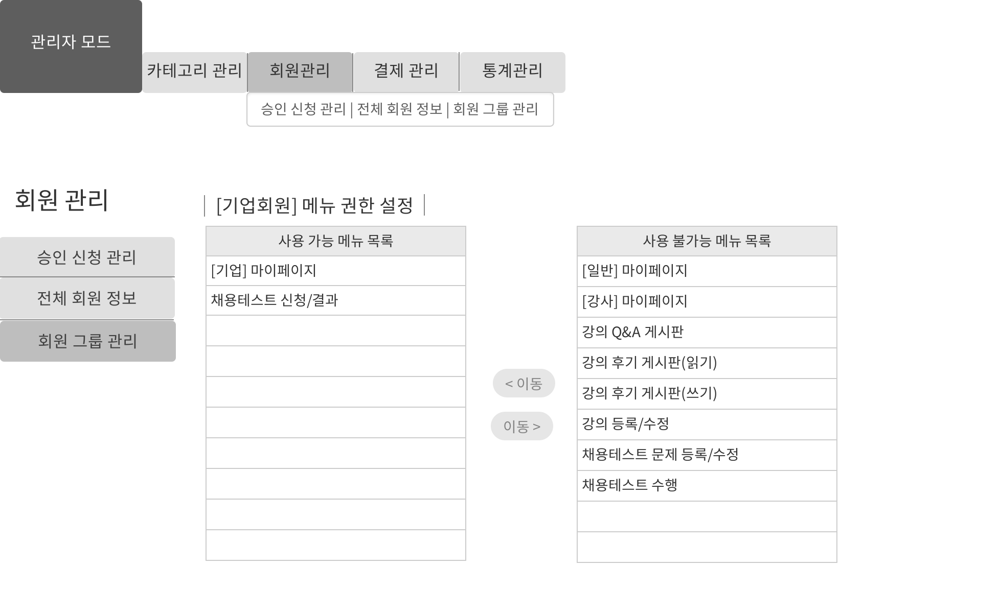 관리자 모드
카테고리 관리 회원관리 결제 관리 통계관리
승인 신청 관리 | 전체 회원 정보 | 회원 그룹 관리
회원 관리
승인 신청 관리
전체 회원 정보
회원 그룹 관리
[기업회원] 메뉴 권한 설정
사용 가능 메뉴 목록
[기업] 마이페이지
채용테스트 신청/결과
< 이동
이동 >
사용 불가능 메뉴 목록
[일반] 마이페이지
[강사] 마이페이지
강의 Q&A 게시판
강의 후기 게시판(읽기)
강의 후기 게시판(쓰기)
강의 등록/수정
채용테스트 문제 등록/수정
채용테스트 수행